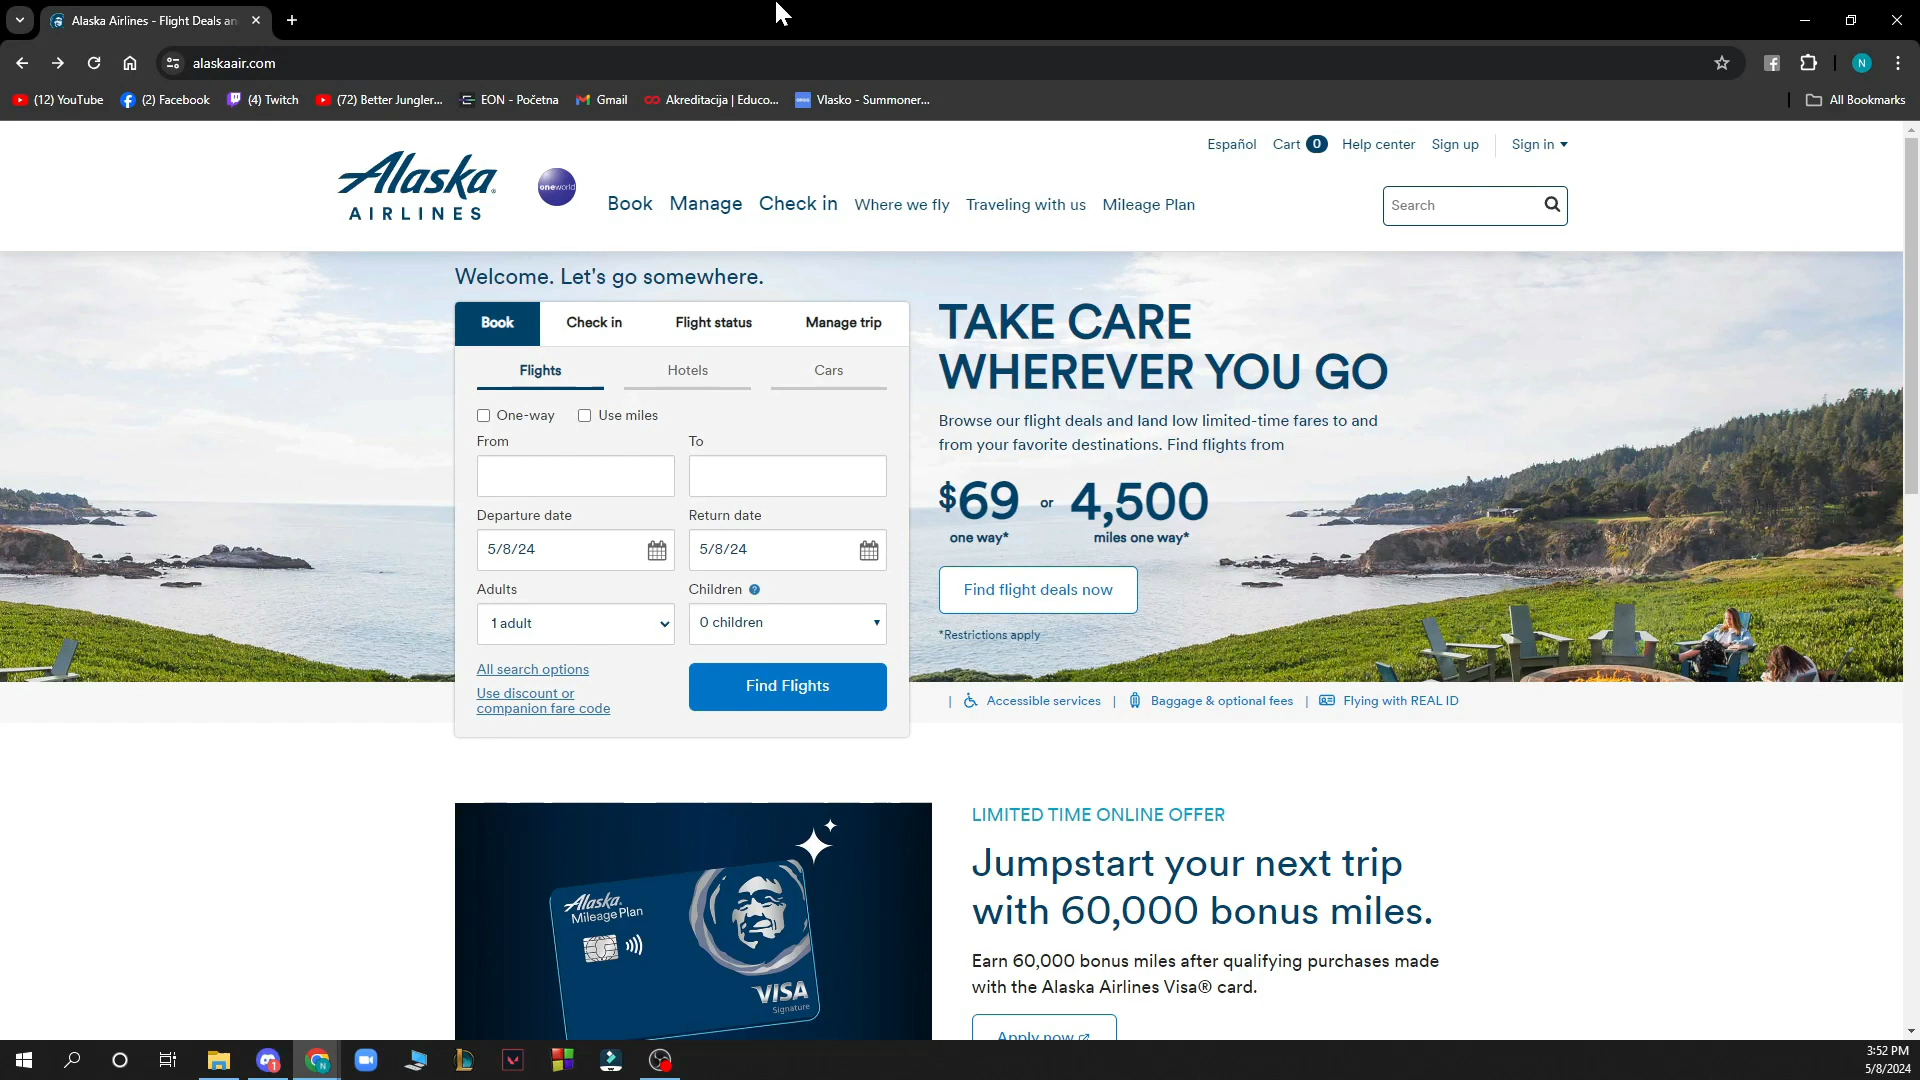 Alaska Airlines - Flight Deals an
alaskaair.com
N
(12) YouTube
(2) Facebook
(4) Twitch
(72) Better Jungler...
EON - Početna
Gmail
Akreditacija | Educo...
Vlasko - Summoner...
All Bookmarks
Español
Cart 0
Help center
Sign up
Sign in
Alaska
AIRLINES
oneworld
Book
Manage
Check in
Where we fly
Traveling with us
Mileage Plan
Search
Welcome. Let's go somewhere.
Book
Check in
Flight status
Manage trip
Flights
Hotels
Cars
One-way
Use miles
From
To
Departure date
Return date
5/8/24
5/8/24
Adults
Children ?
1 adult
0 children
All search options
Use discount or
companion fare code
Find Flights
TAKE CARE
WHEREVER YOU GO
Browse our flight deals and land low limited-time fares to and
from your favorite destinations. Find flights from
$69 or 4,500
one way* miles one way*
Find flight deals now
*Restrictions apply
| Accessible services | Baggage & optional fees | Flying with REAL ID
Alaska
Mileage Plan
VISA
Signature
LIMITED TIME ONLINE OFFER
Jumpstart your next trip
with 60,000 bonus miles.
Earn 60,000 bonus miles after qualifying purchases made
with the Alaska Airlines Visa® card.
Apply now
3:52 PM
5/8/2024